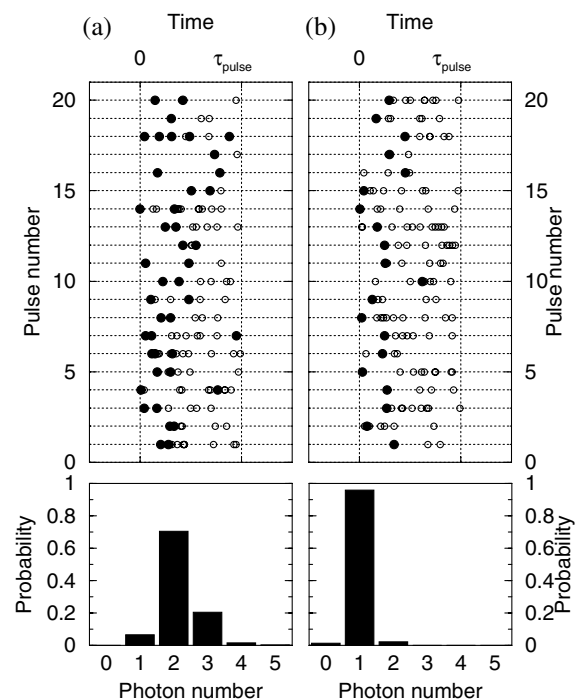 (a) Time (b) Time
0 τpulse 0 τpulse
20 20
15 15
Pulse number Pulse number
10 10
5 5
0 0
1 1
0.8 0.8
0.6 0.6
Probability Probability
0.4 0.4
0.2 0.2
0 0
0 1 2 3 4 5 0 1 2 3 4 5
Photon number Photon number